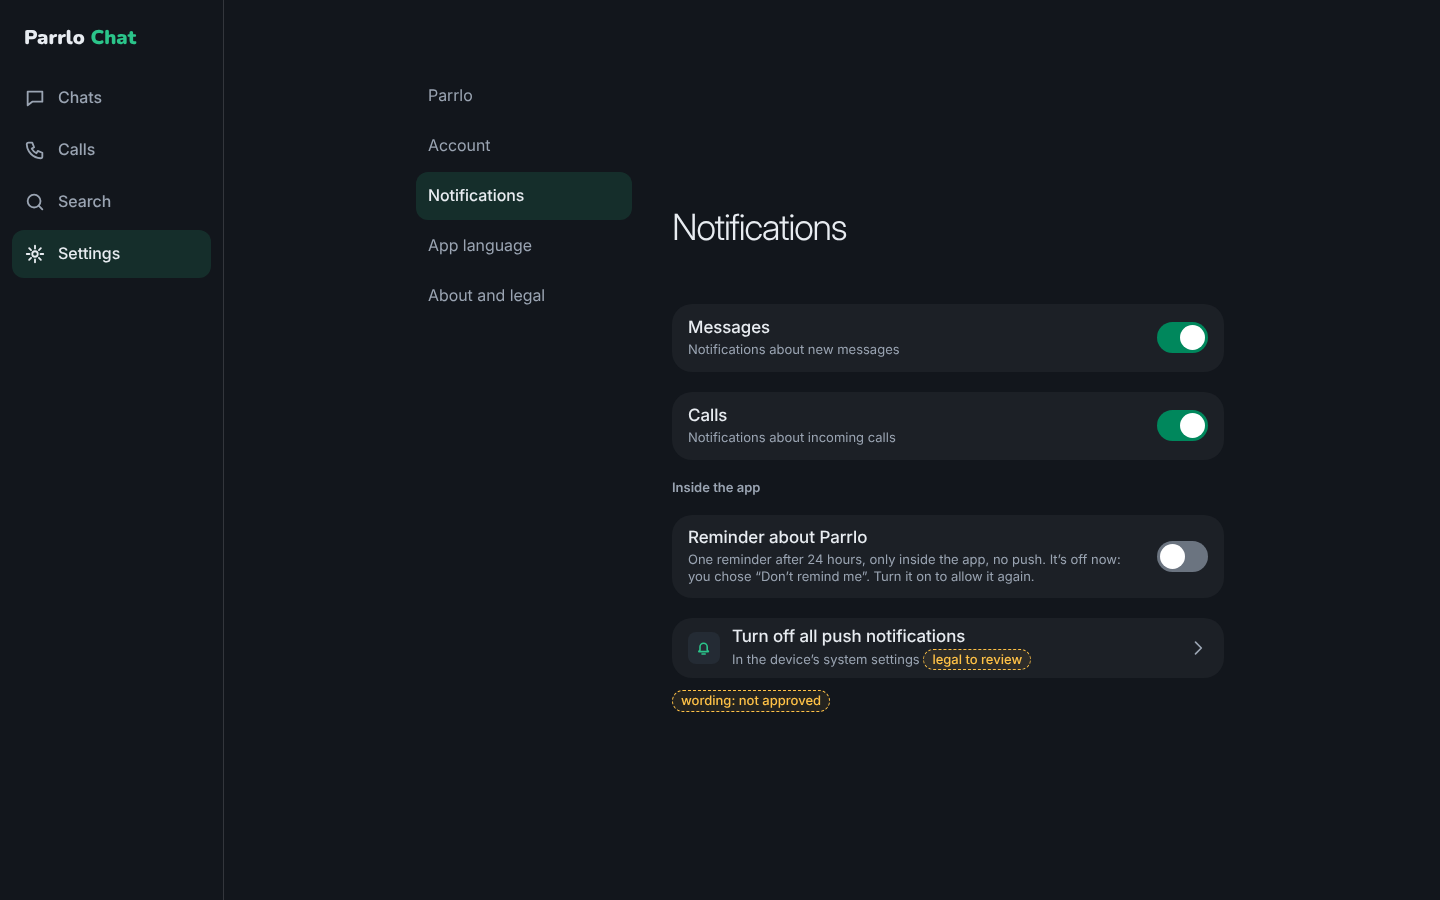 Parrlo Chat
Chats
Calls
Search
Settings
Parrlo
Account
Notifications
App language
About and legal
Notifications
Messages
Notifications about new messages
Calls
Notifications about incoming calls
Inside the app
Reminder about Parrlo
One reminder after 24 hours, only inside the app, no push. It’s off now:
you chose “Don’t remind me”. Turn it on to allow it again.
Turn off all push notifications
In the device’s system settings legal to review
wording: not approved